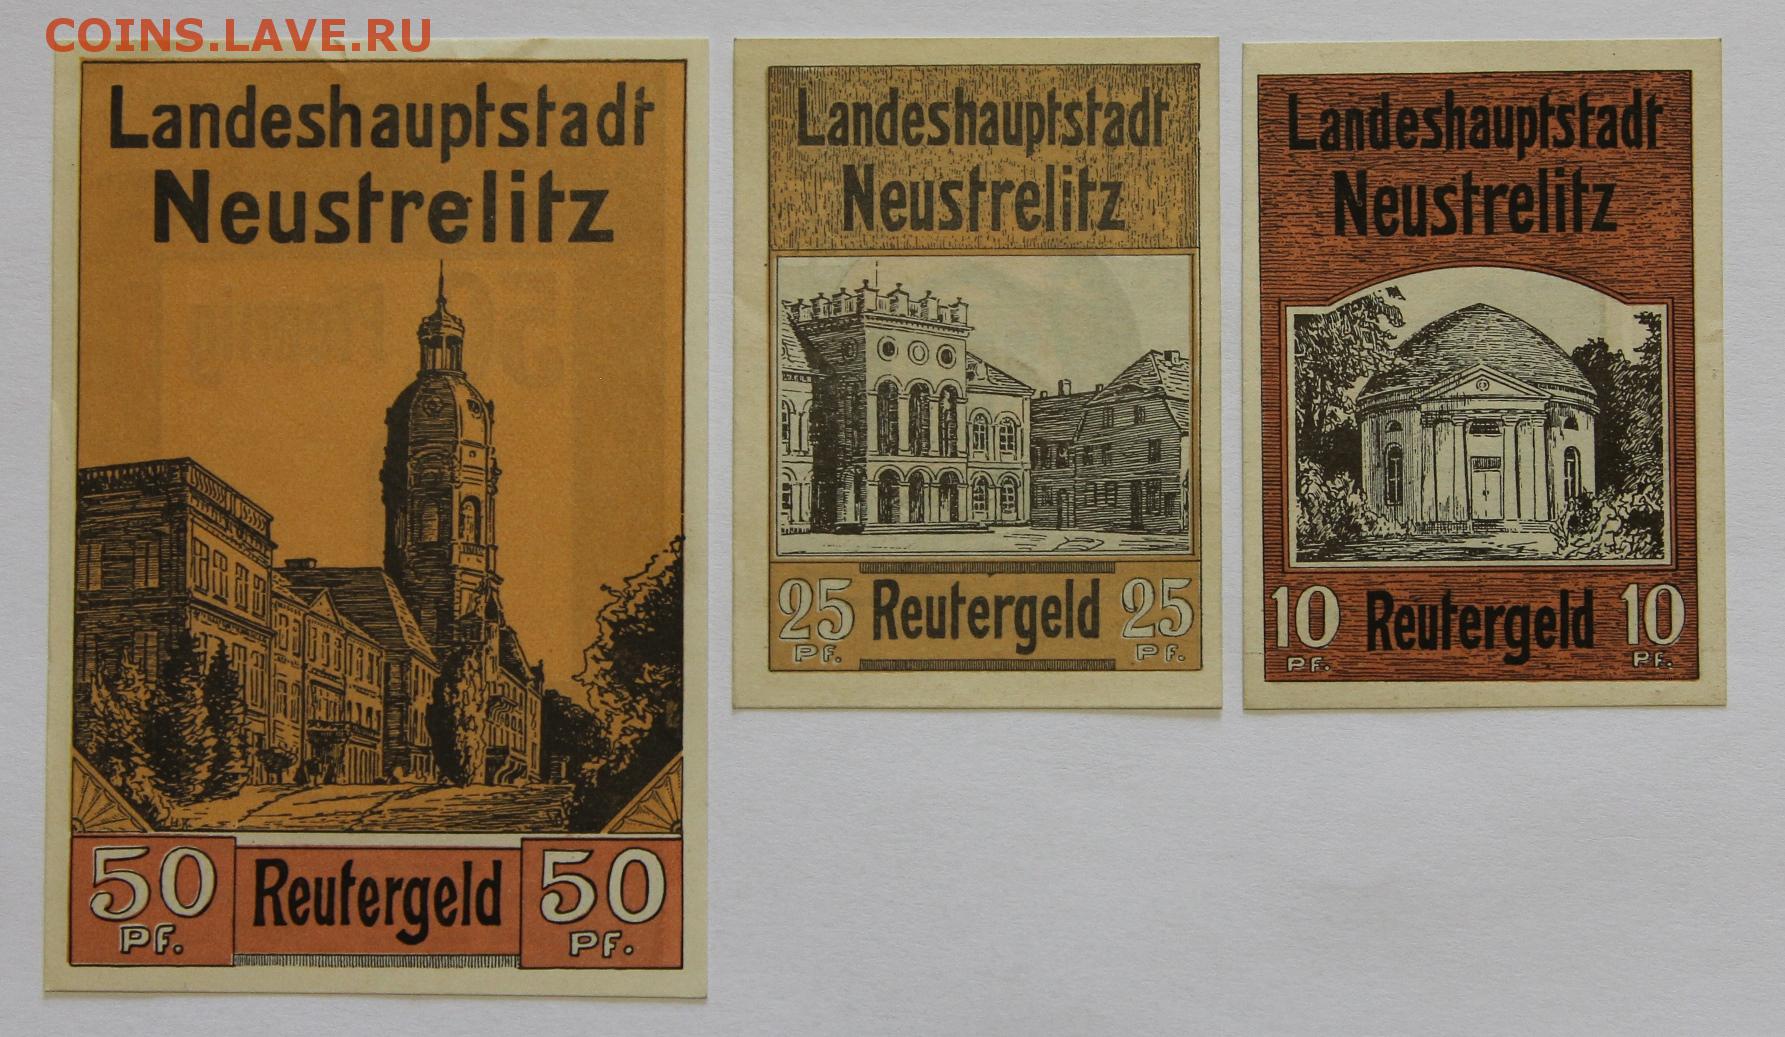 COINS.LAVE.RU
Landeshauptstadt
Neustrelitz
50 Reutergeld 50
PF. PF.
Landeshauptstadt
Neustrelitz
25 Reutergeld 25
PF. PF.
Landeshauptstadt
Neustrelitz
10 Reutergeld 10
PF. PF.